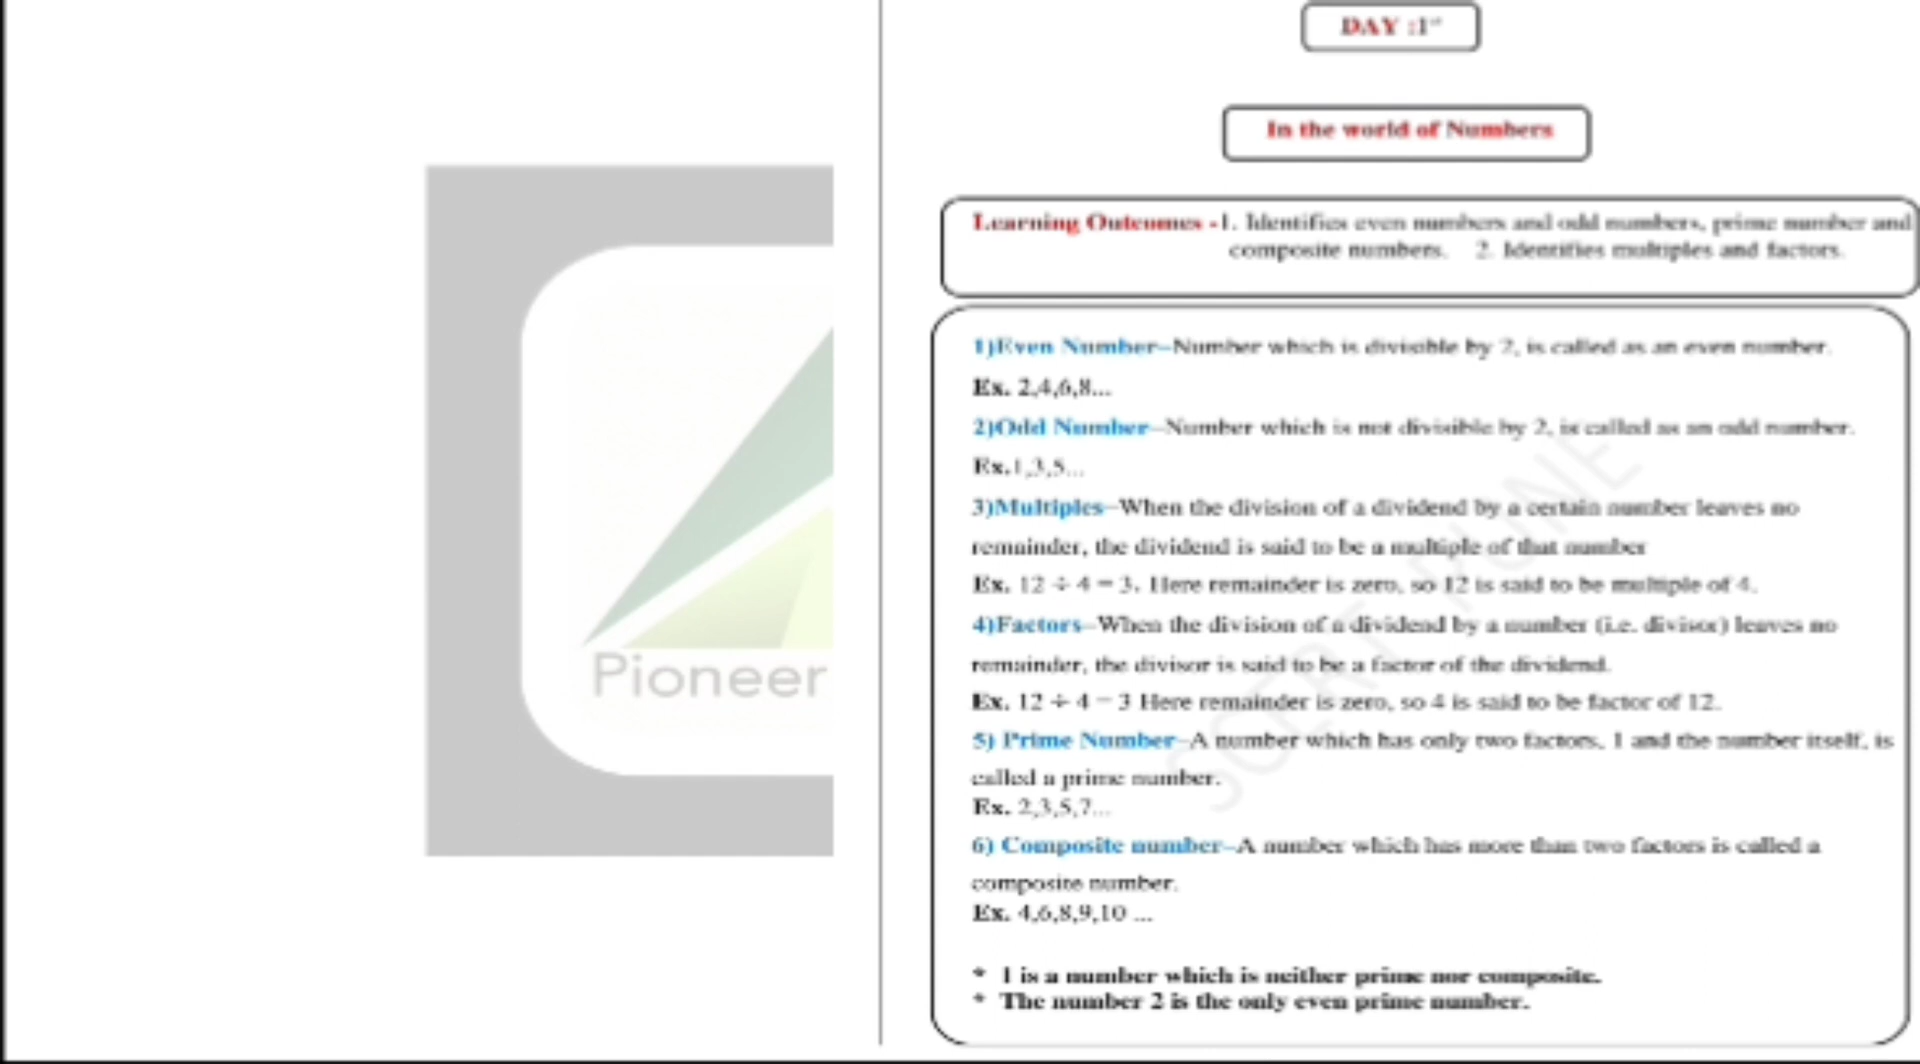 DAY :1st
In the world of Numbers
Learning Outcomes -1. Identifies even numbers and odd numbers, prime number and
composite numbers. 2. Identifies multiples and factors.
1)Even Number–Number which is divisible by 2, is called as an even number.
Ex. 2,4,6,8...
2)Odd Number–Number which is not divisible by 2, is called as an odd number.
Ex.1,3,5...
3)Multiples–When the division of a dividend by a certain number leaves no
remainder, the dividend is said to be a multiple of that number
Ex. 12 ÷ 4 = 3. Here remainder is zero, so 12 is said to be multiple of 4.
4)Factors–When the division of a dividend by a number (i.e. divisor) leaves no
remainder, the divisor is said to be a factor of the dividend.
Ex. 12 ÷ 4 = 3 Here remainder is zero, so 4 is said to be factor of 12.
5) Prime Number–A number which has only two factors, 1 and the number itself, is
called a prime number.
Ex. 2,3,5,7...
6) Composite number–A number which has more than two factors is called a
composite number.
Ex. 4,6,8,9,10 ...
* 1 is a number which is neither prime nor composite.
* The number 2 is the only even prime number.
Pioneer
SCERT PUNE